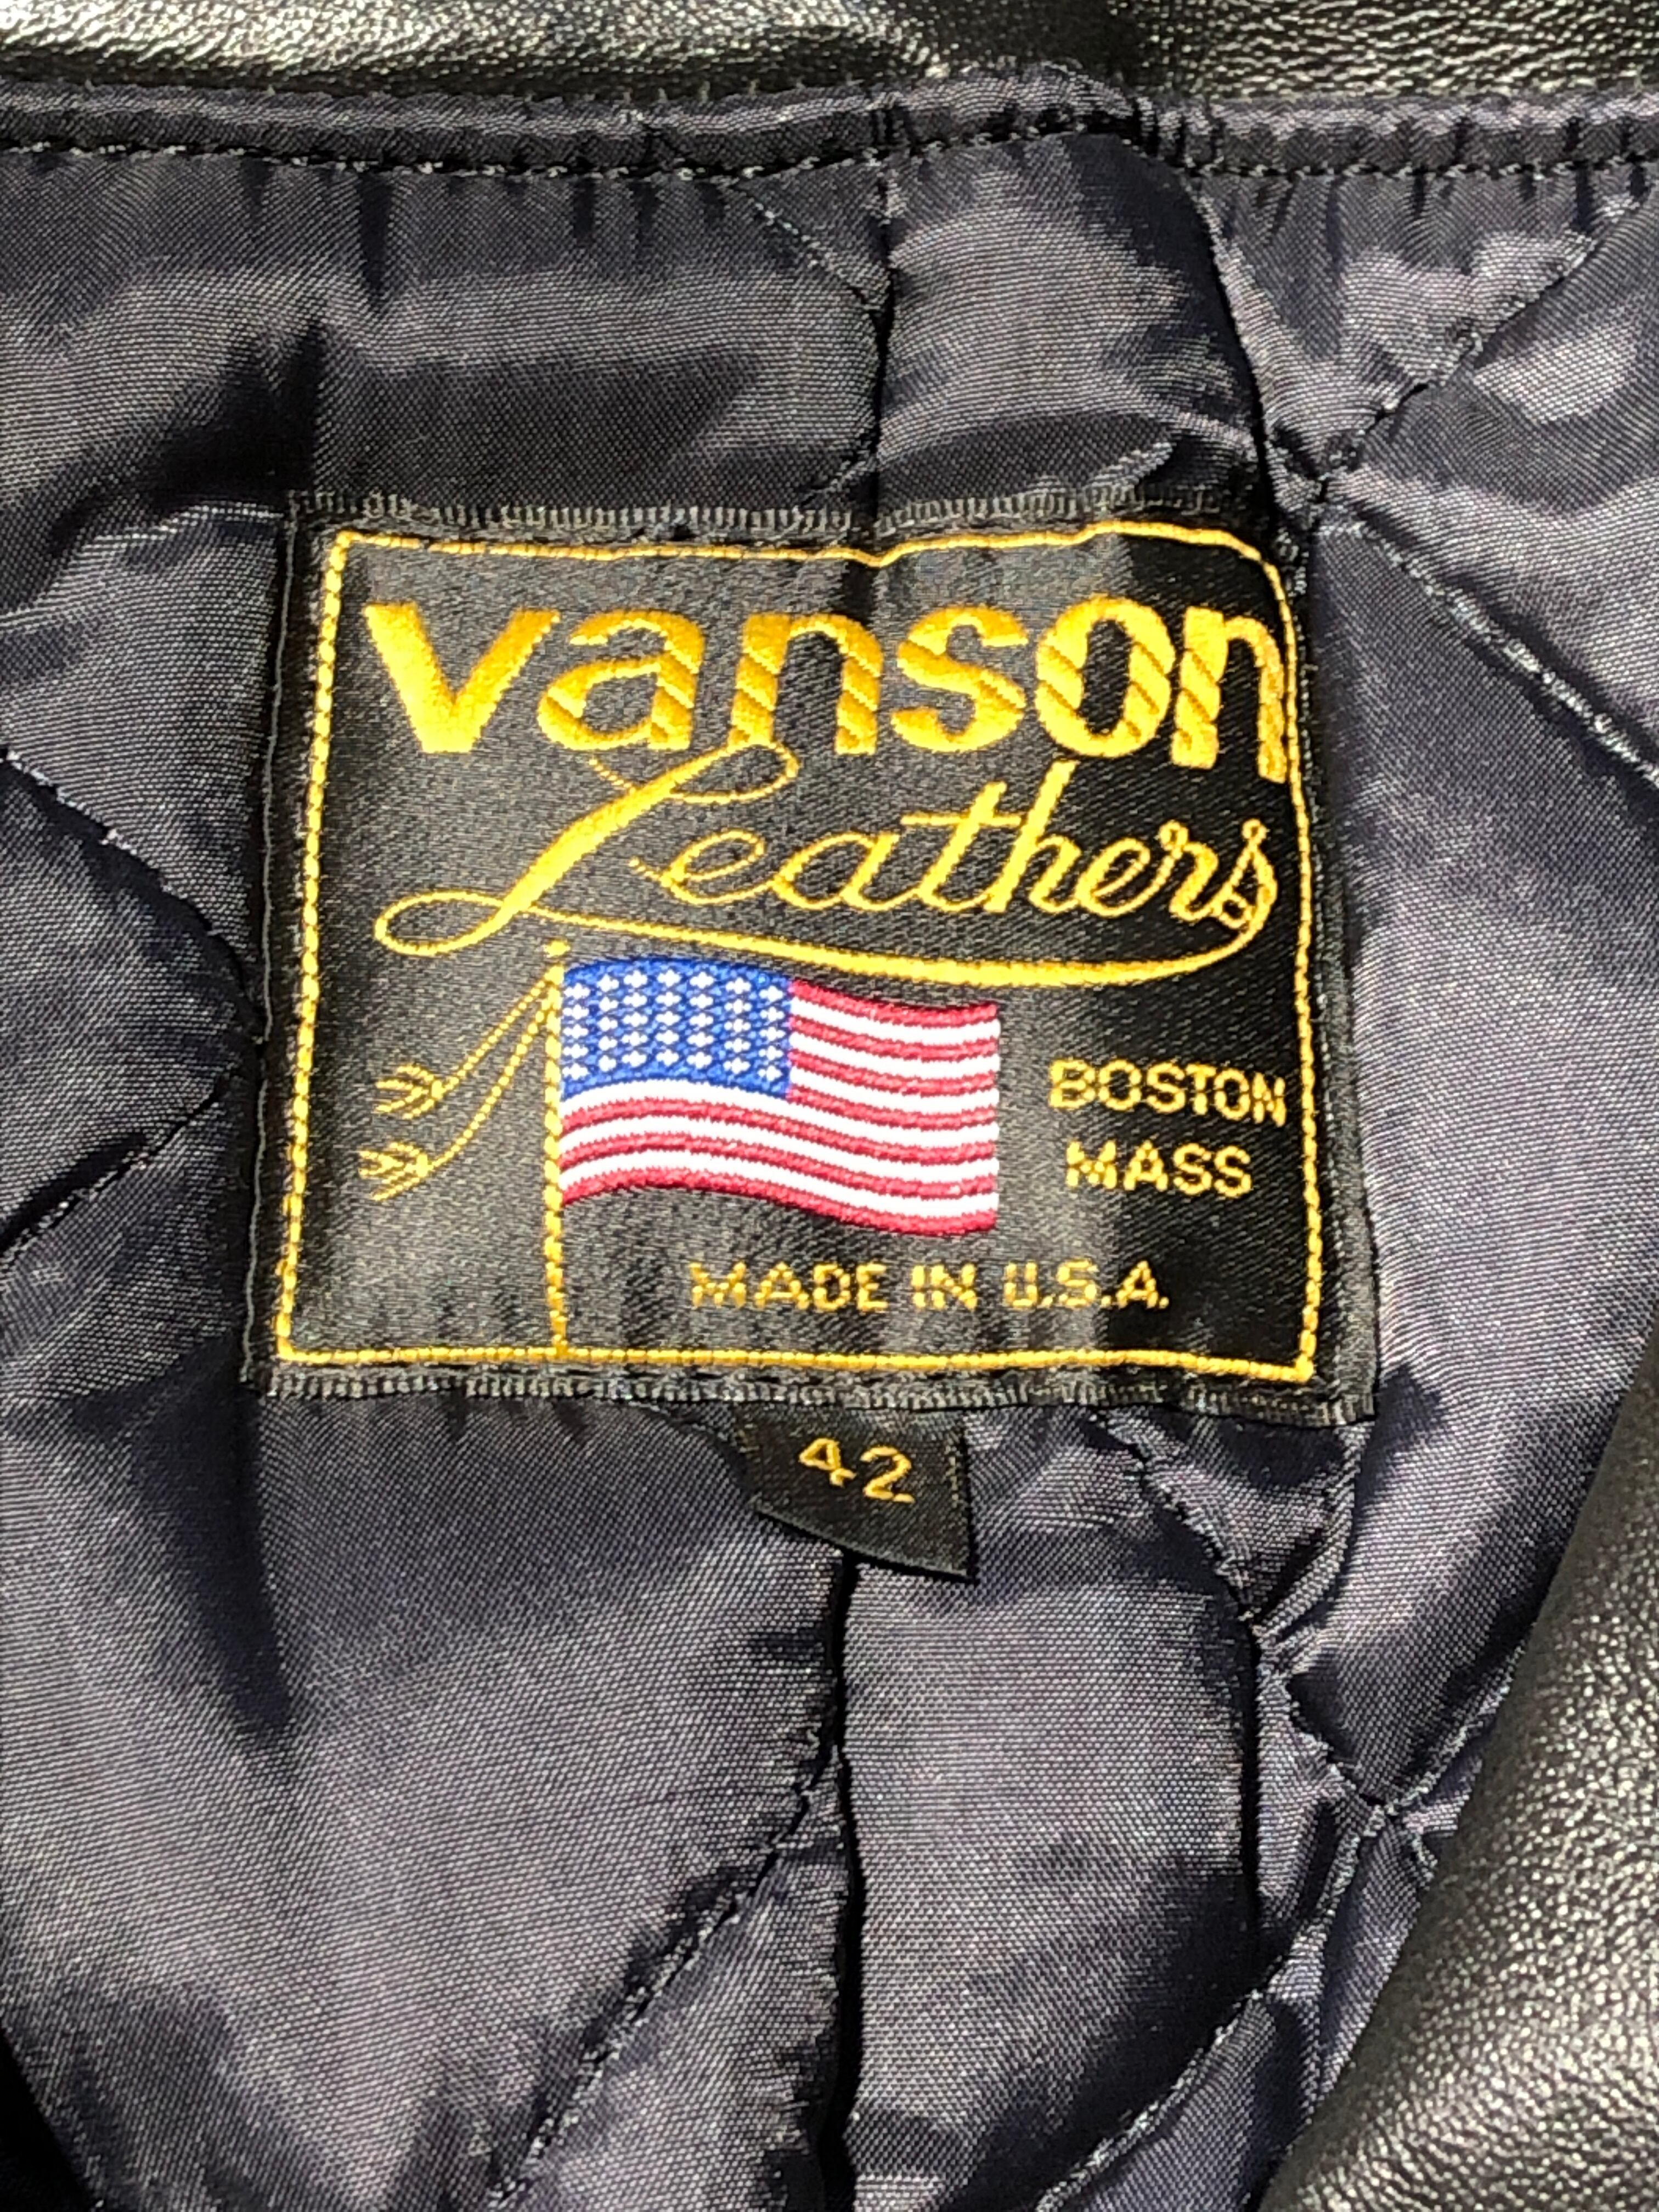 vanson
Leathers
BOSTON
MASS
MADE IN U.S.A.
42